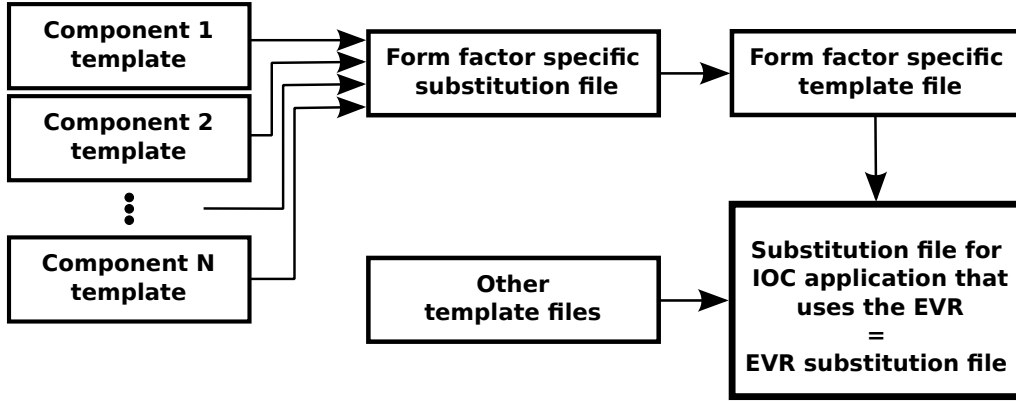 Component 1
template
Component 2
template
Component N
template
Form factor specific
substitution file
Form factor specific
template file
Other
template files
Substitution file for
IOC application that
uses the EVR
=
EVR substitution file